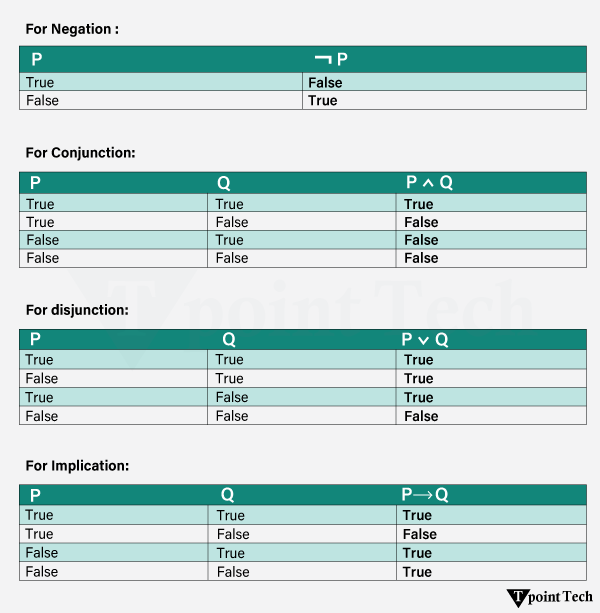 For Negation :
P ¬ P
True False
False True
For Conjunction:
P Q P ∧ Q
True True True
True False False
False True False
False False False
For disjunction:
P Q P ∨ Q
True True True
False True True
True False True
False False False
For Implication:
P Q P→Q
True True True
True False False
False True True
False False True
Tpoint Tech
Tpoint Tech